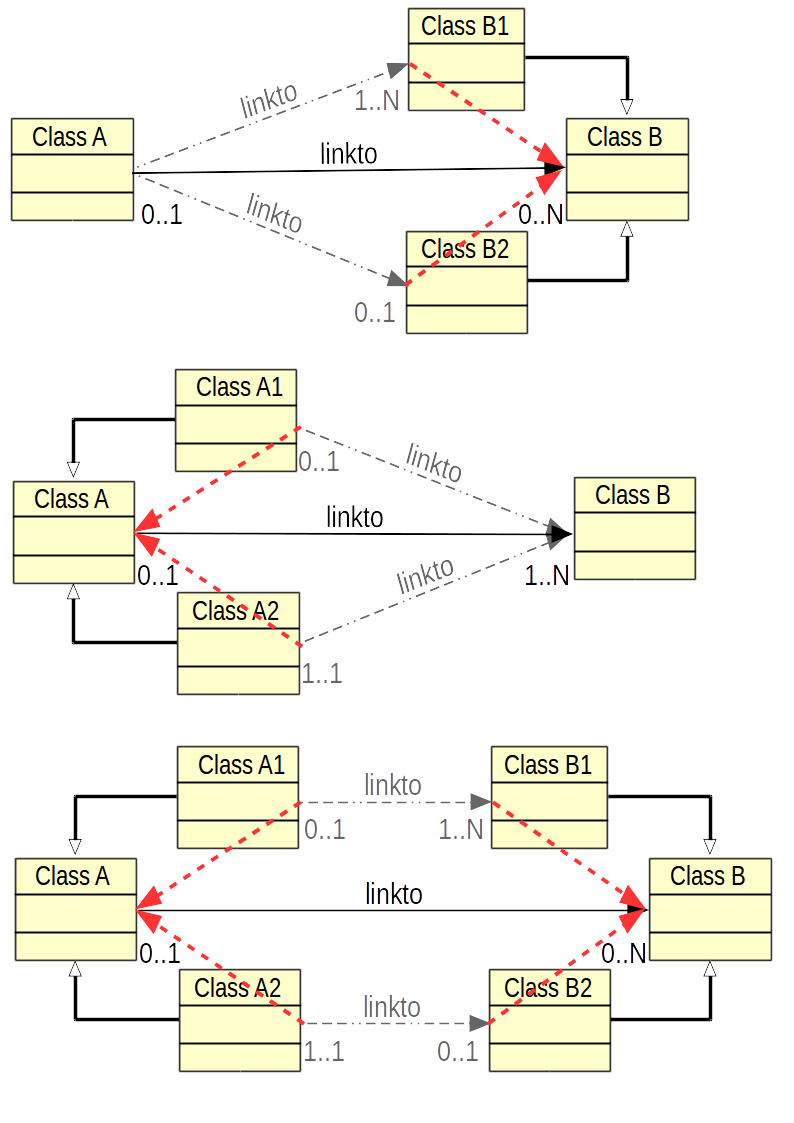 Class B1
linkto
1..N
Class A
linkto
Class B
0..1
linkto
0..N
Class B2
0..1
Class A1
linkto
0..1
Class A
linkto
Class B
0..1
linkto
1..N
Class A2
1..1
Class A1
linkto
Class B1
0..1
1..N
Class A
linkto
Class B
0..1
0..N
Class A2
linkto
Class B2
1..1
0..1